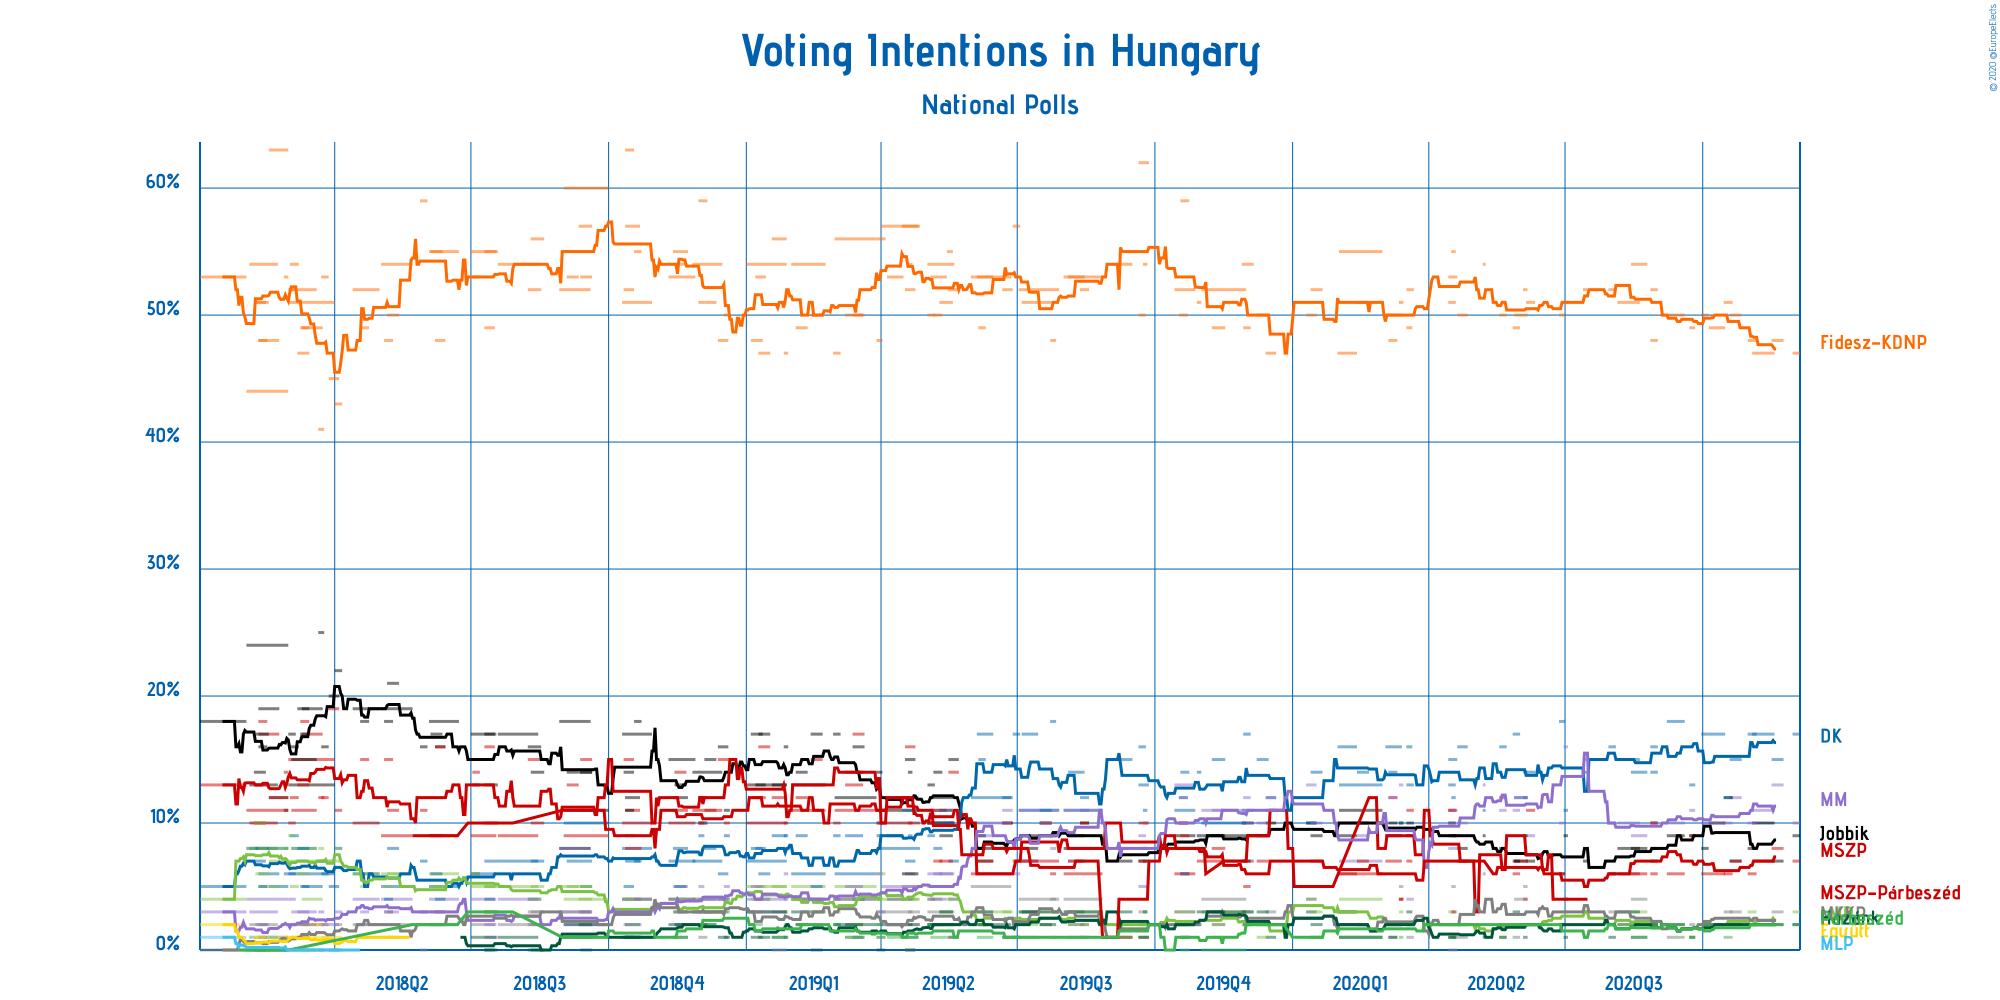 © 2020 @EuropeElects
Voting Intentions in Hungary
National Polls
60%
50%
40%
30%
20%
10%
0%
Fidesz-KDNP
DK
MM
Jobbik
MSZP
MSZP-Párbeszéd
Együtt
MLP
2018Q2
2018Q3
2018Q4
2019Q1
2019Q2
2019Q3
2019Q4
2020Q1
2020Q2
2020Q3